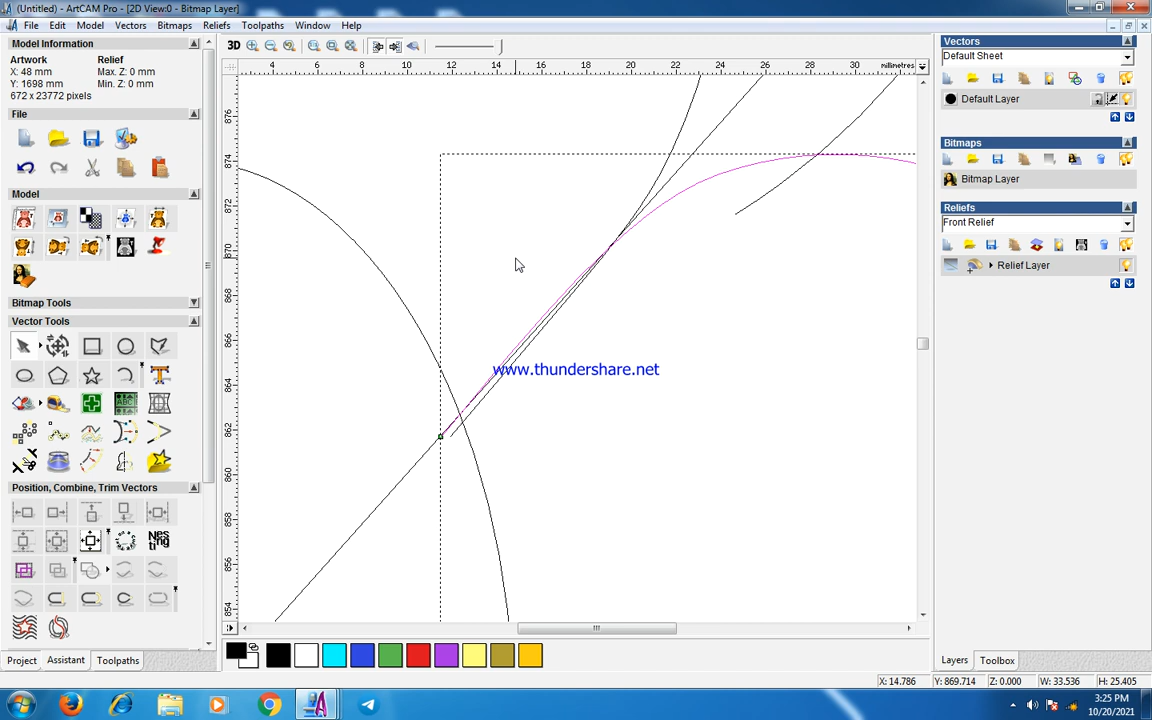 (Untitled) - ArtCAM Pro - [2D View:0 - Bitmap Layer]
File Edit Model Vectors Bitmaps Reliefs Toolpaths Window Help
Model Information
Artwork Relief
X: 48 mm Max. Z: 0 mm
Y: 1698 mm Min. Z: 0 mm
672 x 23772 pixels
File
Model
Bitmap Tools
Vector Tools
ABC
Position, Combine, Trim Vectors
Nes
ting
Project Assistant Toolpaths
3D
4 6 8 10 12 14 16 18 20 22 24 26 28 30 millimetres
876
874
872
870
868
866
864
862
860
858
856
854
www.thundershare.net
Vectors
Default Sheet
Default Layer
Bitmaps
Bitmap Layer
Reliefs
Front Relief
Relief Layer
Layers Toolbox
X: 14.786 Y: 869.714 Z: 0.000 W: 33.536 H: 25.405
3:25 PM
10/20/2021